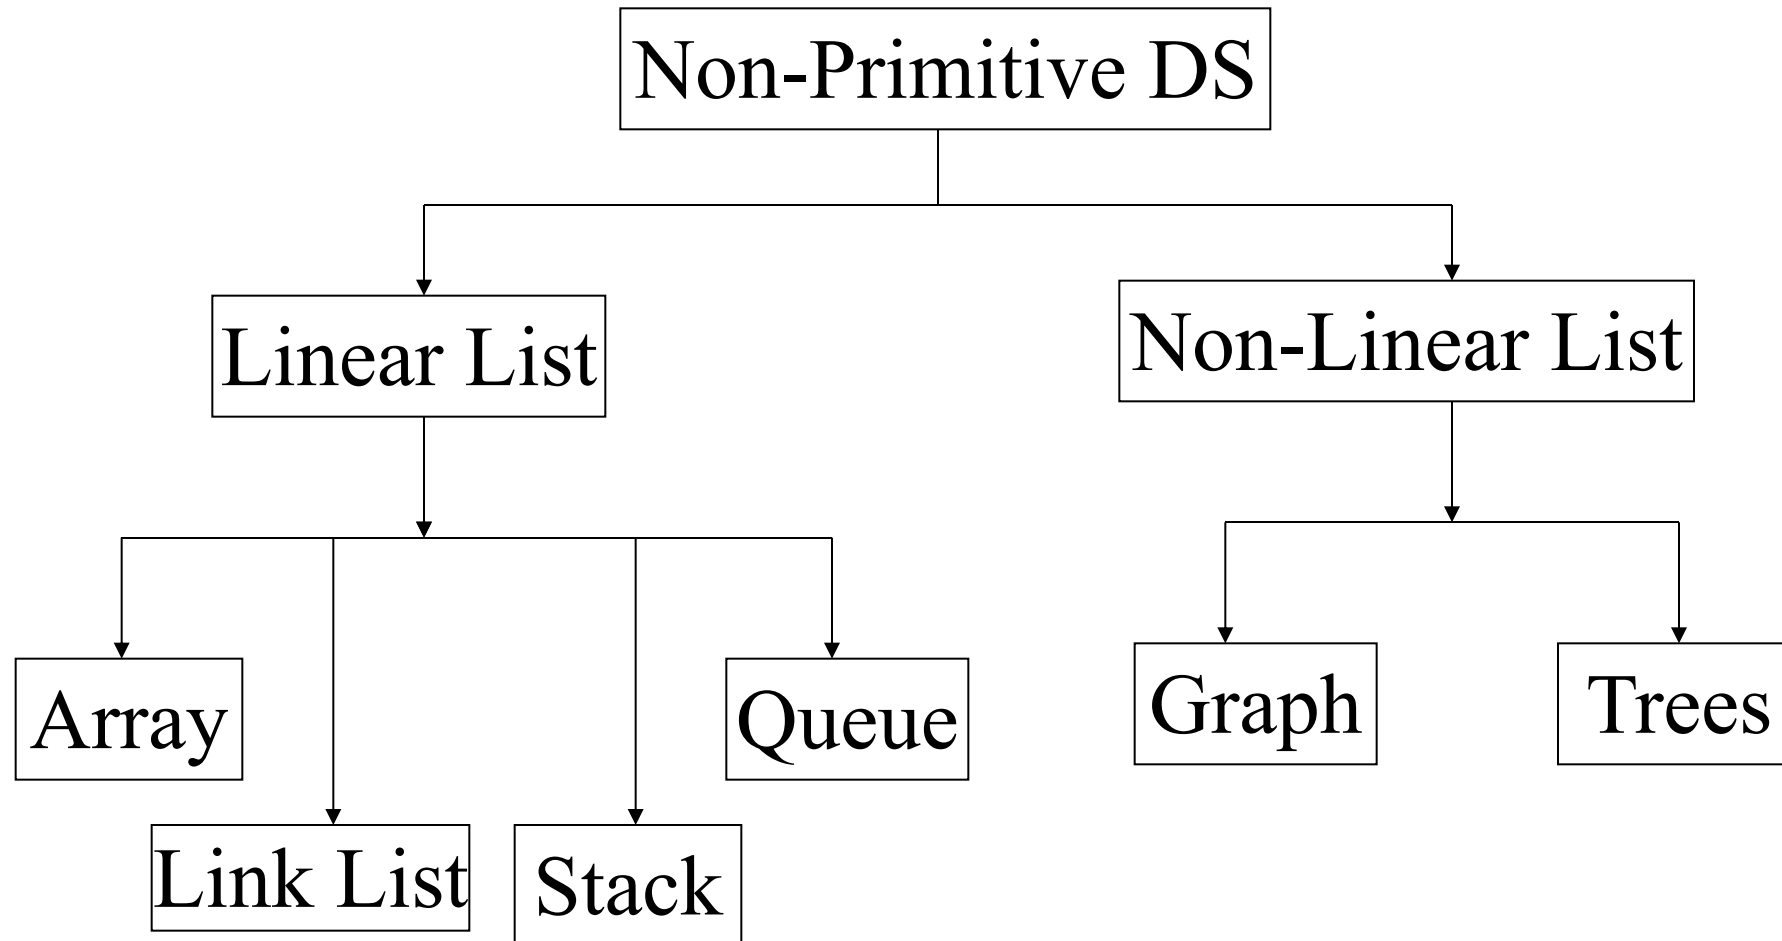 Non-Primitive DS
Linear List
Non-Linear List
Array
Queue
Graph
Trees
Link List
Stack